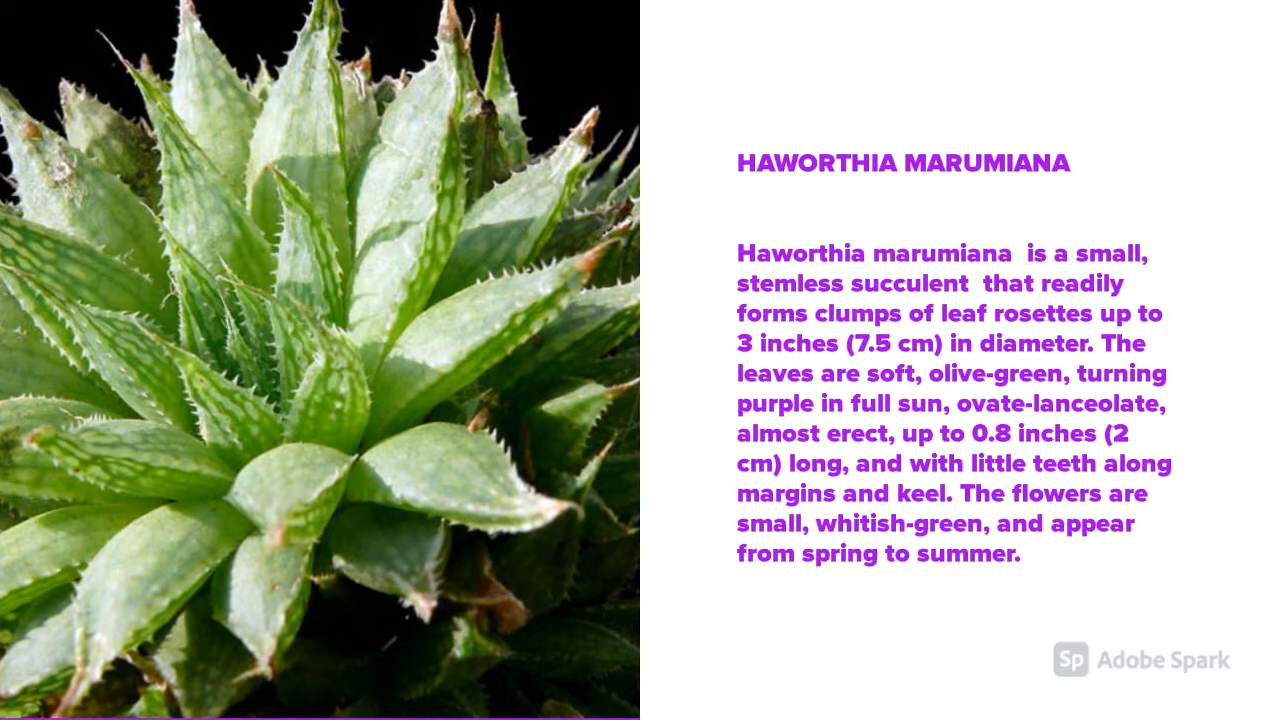 HAWORTHIA MARUMIANA
Haworthia marumiana  is a small,
stemless succulent  that readily
forms clumps of leaf rosettes up to
3 inches (7.5 cm) in diameter. The
leaves are soft, olive-green, turning
purple in full sun, ovate-lanceolate,
almost erect, up to 0.8 inches (2
cm) long, and with little teeth along
margins and keel. The flowers are
small, whitish-green, and appear
from spring to summer.
Sp Adobe Spark